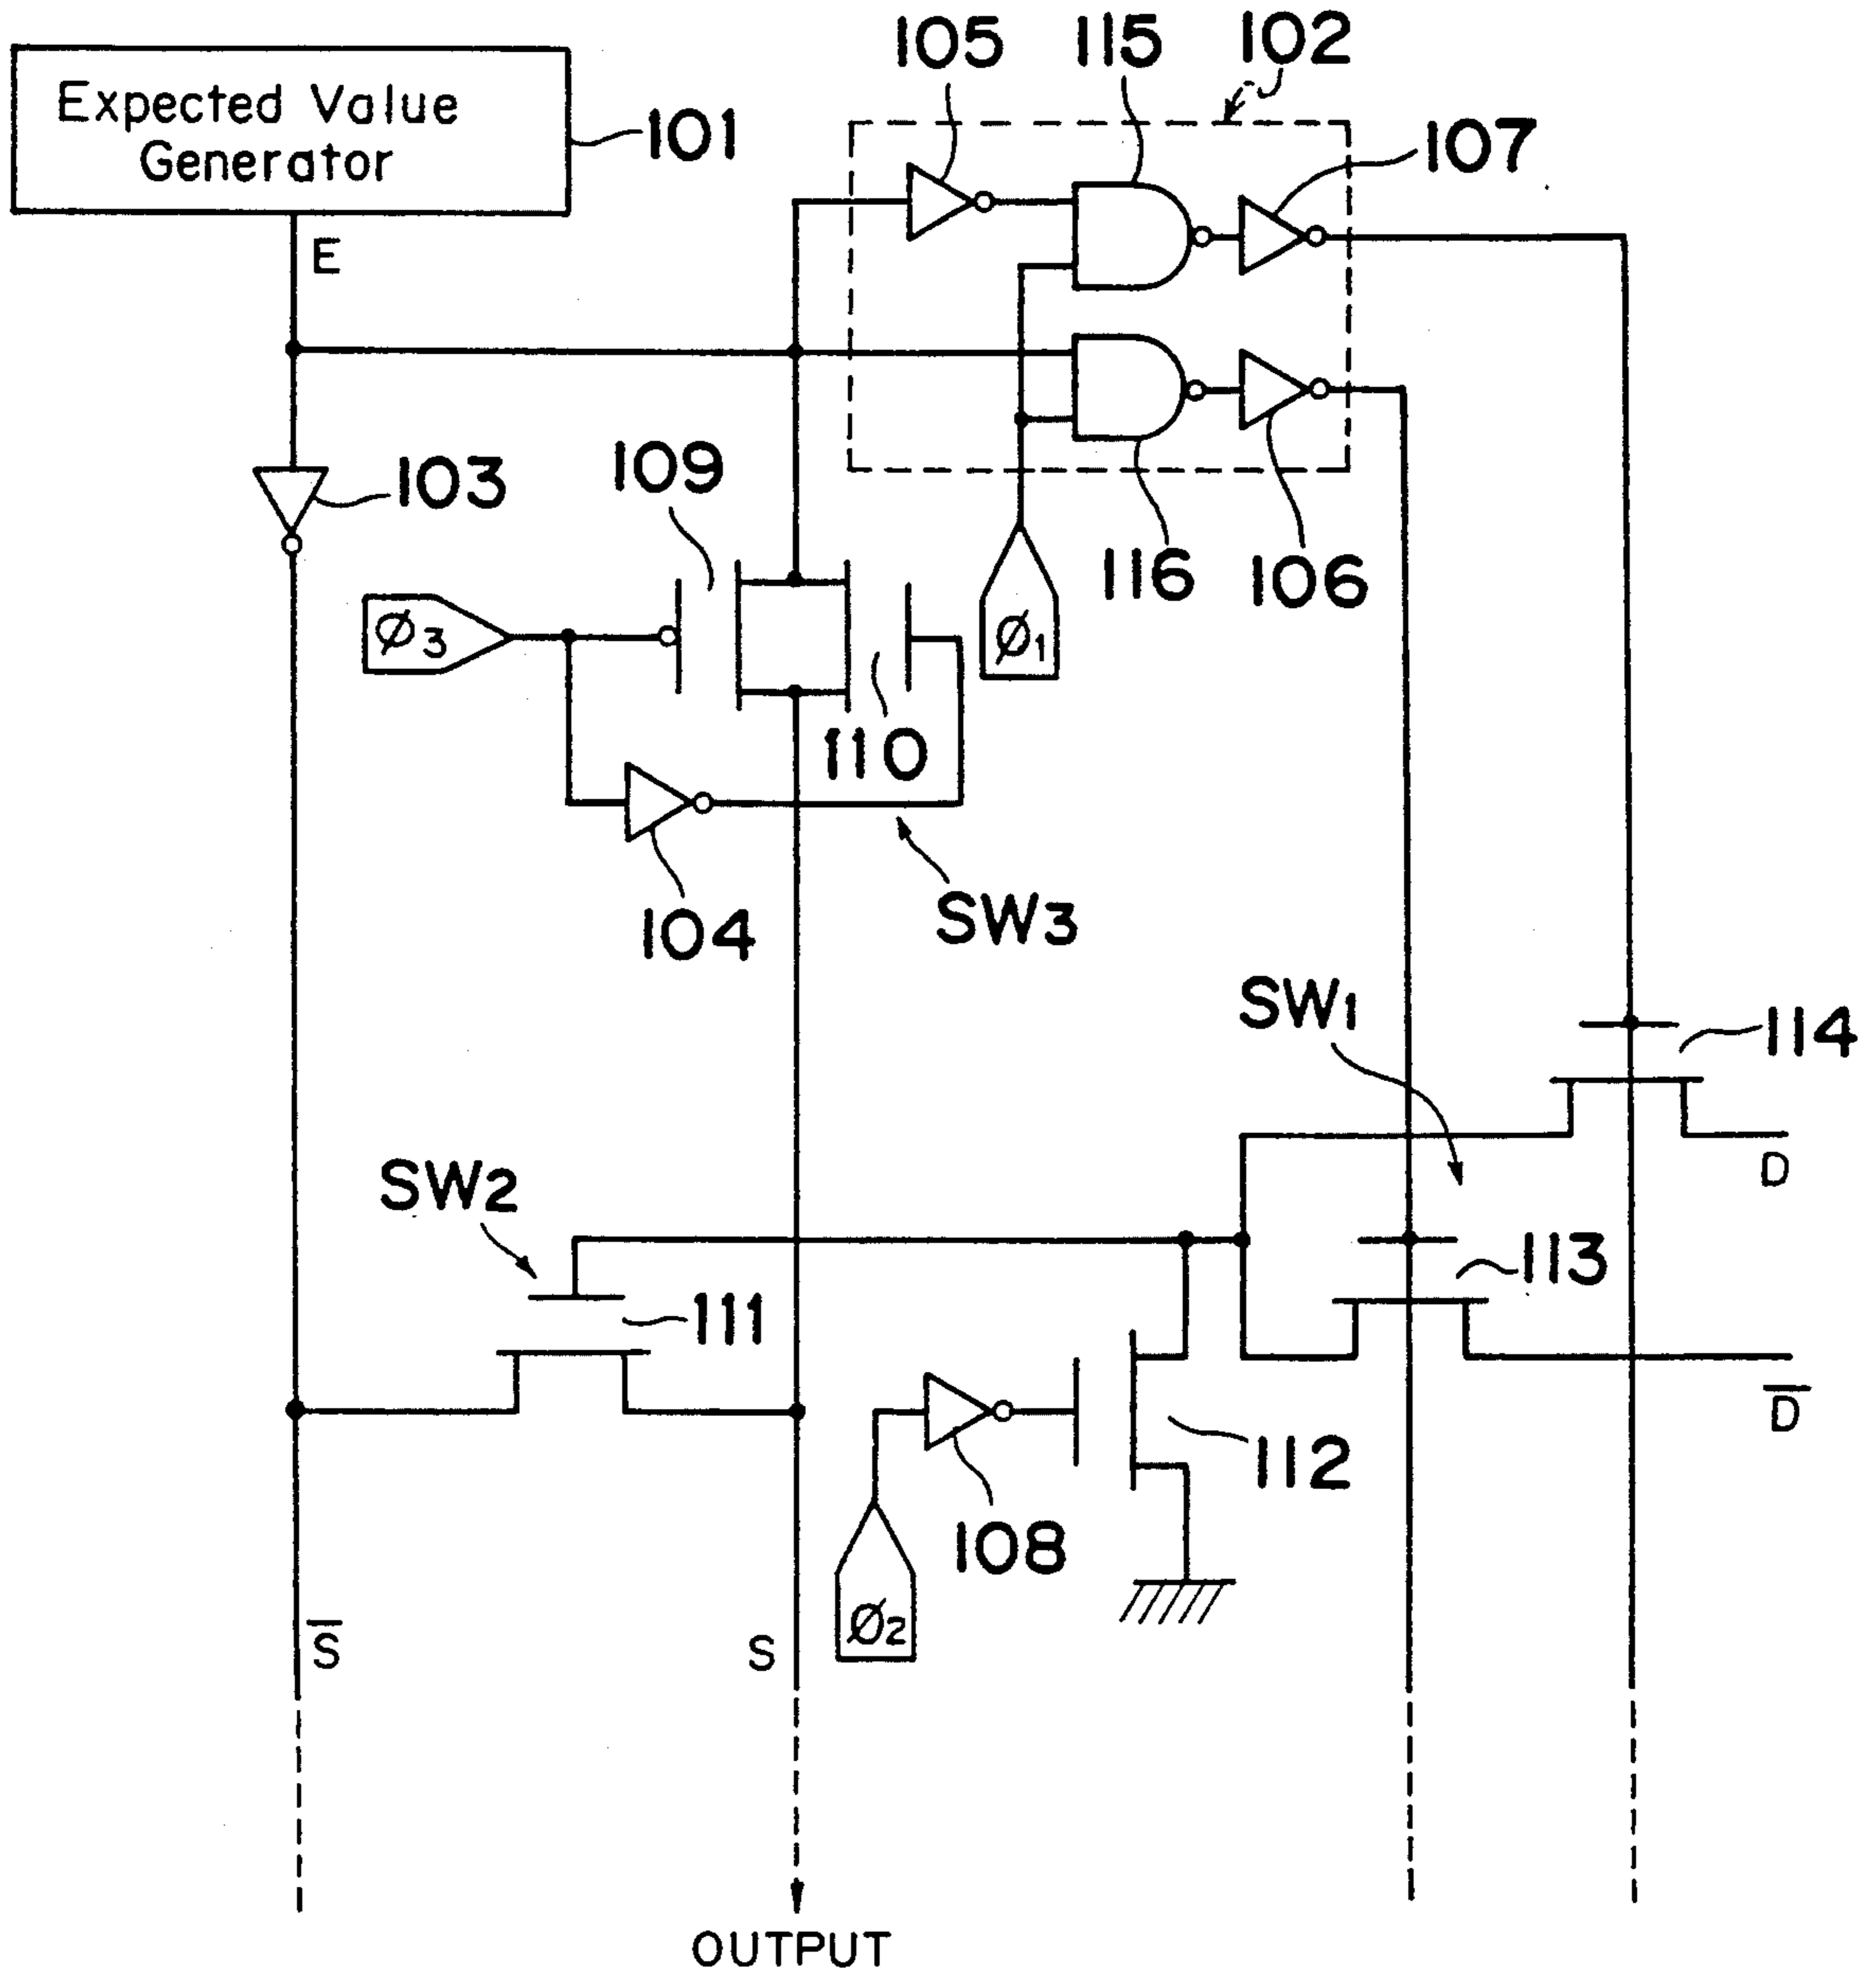 105
115
102
Expected Value
Generator
101
107
E
103
109
116
106
Ø3
Ø1
110
104
SW3
SW1
114
D
SW2
113
111
D̅
112
108
Ø2
S̅
S
OUTPUT